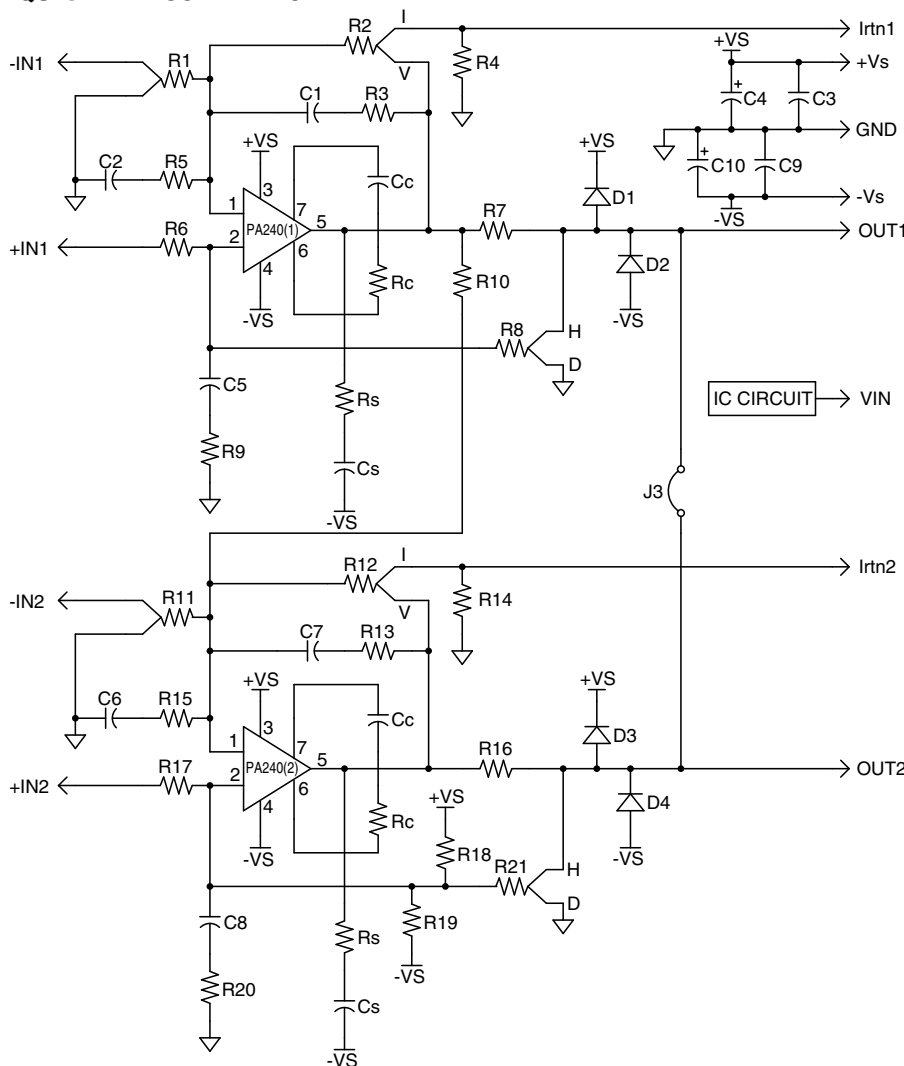 I
R2
Irtn1
+VS
-IN1
R1
R4
+Vs
V
C4
C3
C1
R3
+
GND
+VS
+
C2
R5
C10
C9
+VS
3
Cc
-Vs
-VS
7
D1
1
PA240(1)
5
R7
OUT1
R6
+IN1
2
6
4
R10
D2
Rc
-VS
-VS
R8
H
D
C5
Rs
IC CIRCUIT
VIN
R9
Cs
J3
-VS
I
R12
Irtn2
-IN2
R11
R14
V
C7
R13
+VS
+VS
C6
R15
3
Cc
7
D3
1
PA240(2)
5
R16
OUT2
R17
+IN2
2
6
+VS
4
D4
Rc
-VS
R18
-VS
R21
H
D
C8
R19
Rs
-VS
R20
Cs
-VS